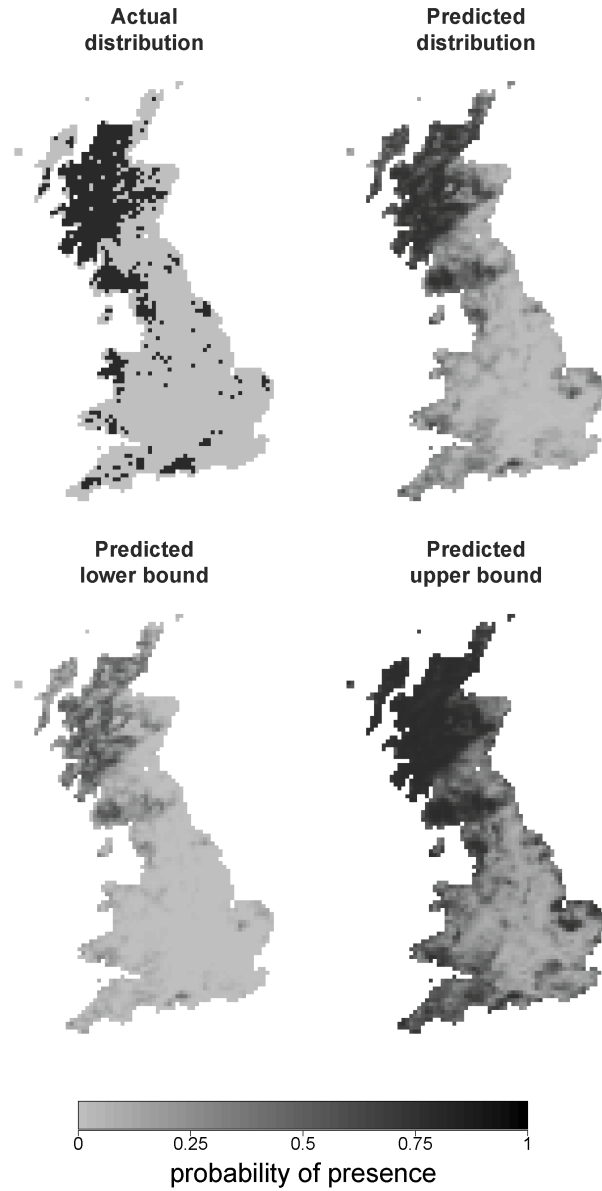 Actual
distribution
Predicted
distribution
Predicted
lower bound
Predicted
upper bound
0 0.25 0.5 0.75 1
probability of presence